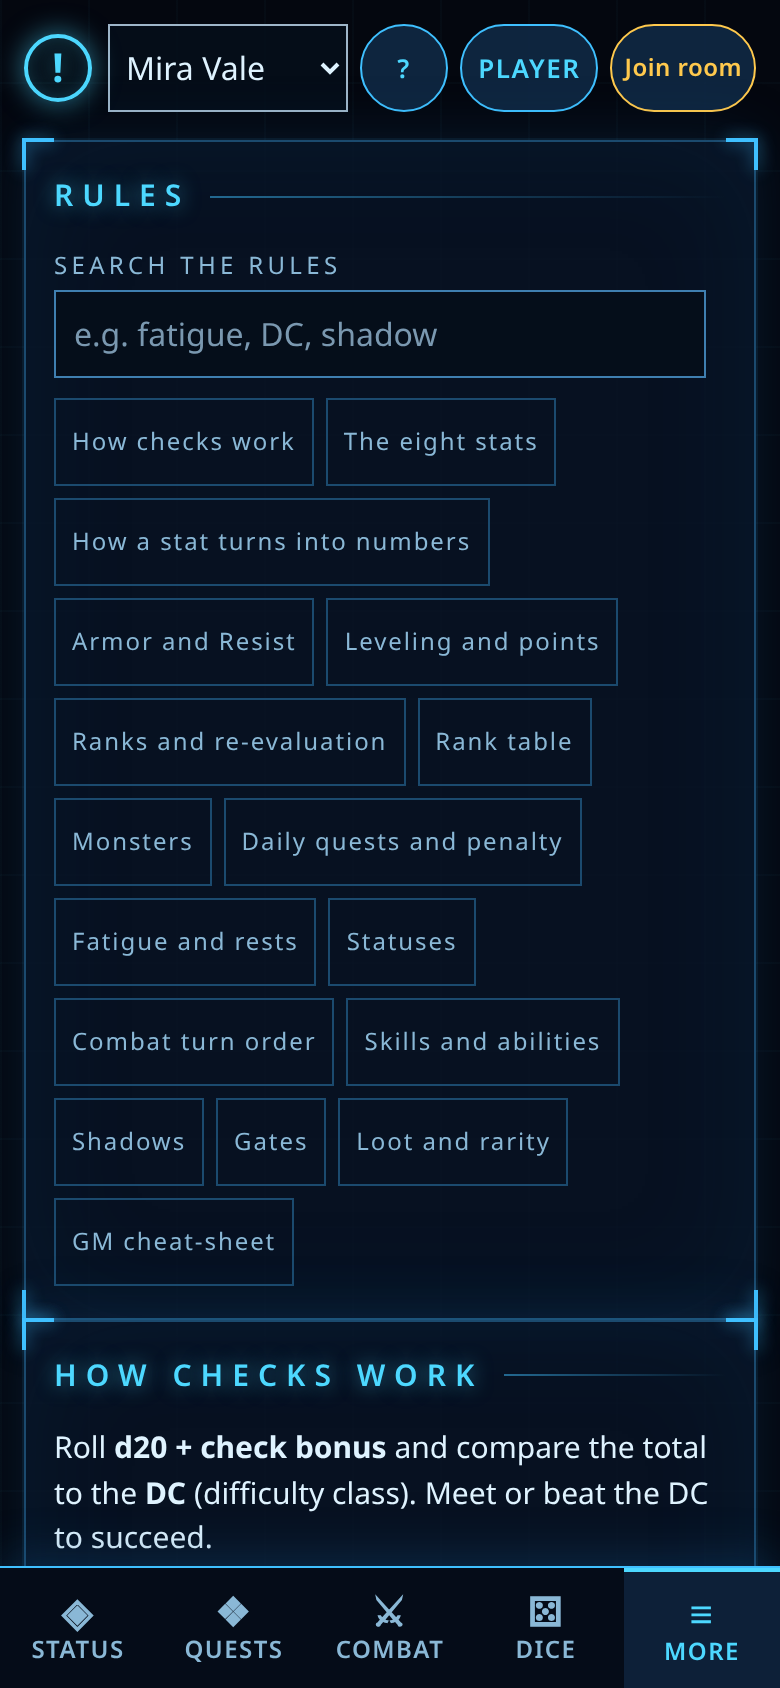 !
Mira Vale
?
PLAYER
Join room
RULES
SEARCH THE RULES
e.g. fatigue, DC, shadow
How checks work
The eight stats
How a stat turns into numbers
Armor and Resist
Leveling and points
Ranks and re-evaluation
Rank table
Monsters
Daily quests and penalty
Fatigue and rests
Statuses
Combat turn order
Skills and abilities
Shadows
Gates
Loot and rarity
GM cheat-sheet
HOW CHECKS WORK
Roll d20 + check bonus and compare the total
to the DC (difficulty class). Meet or beat the DC
to succeed.
STATUS
QUESTS
COMBAT
DICE
MORE